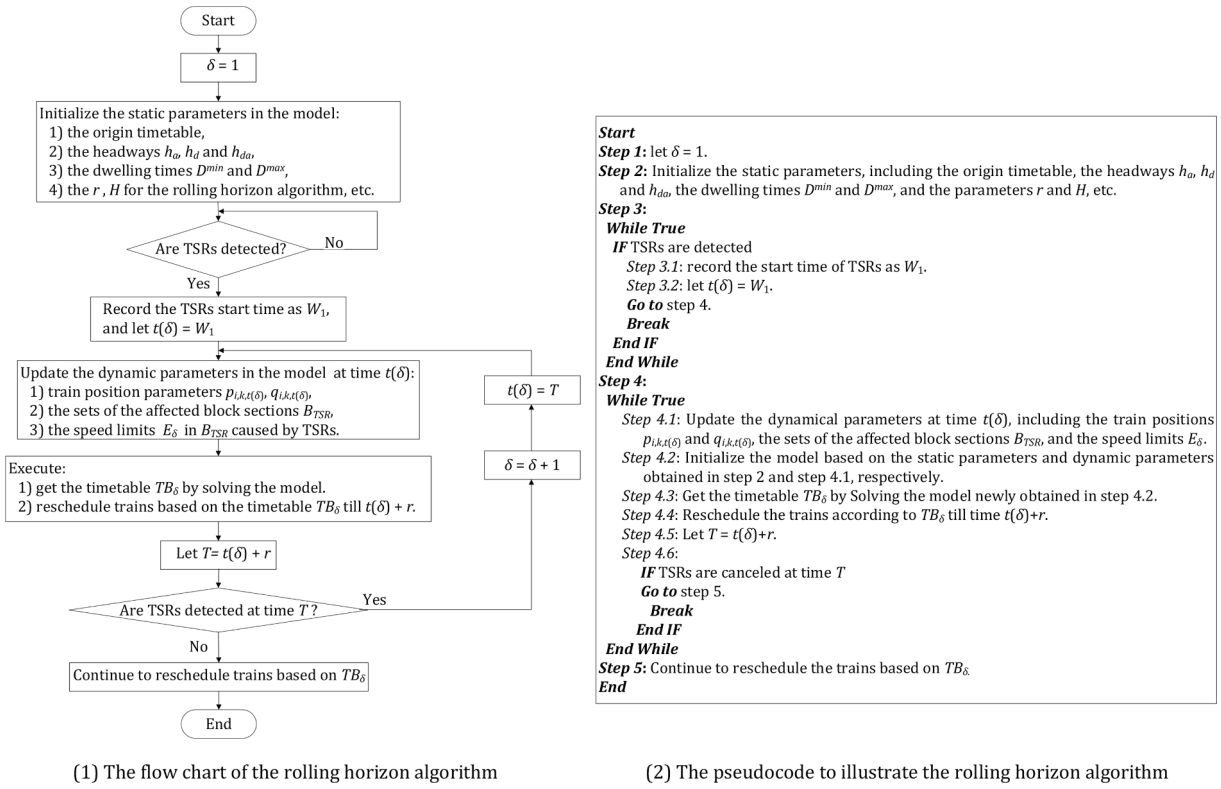 Start
δ = 1
Initialize the static parameters in the model:
1) the origin timetable,
2) the headways hₐ, h_d and h_da,
3) the dwelling times D^min and D^max,
4) the r , H for the rolling horizon algorithm, etc.
Are TSRs detected?
No
Yes
Record the TSRs start time as W₁,
and let t(δ) = W₁
Update the dynamic parameters in the model at time t(δ):
1) train position parameters p_i,k,t(δ), q_i,k,t(δ),
2) the sets of the affected block sections B_TSR,
3) the speed limits E_δ in B_TSR caused by TSRs.
t(δ) = T
δ = δ + 1
Execute:
1) get the timetable TB_δ by solving the model.
2) reschedule trains based on the timetable TB_δ till t(δ) + r.
Let T= t(δ) + r
Are TSRs detected at time T ?
Yes
No
Continue to reschedule trains based on TB_δ
End
(1) The flow chart of the rolling horizon algorithm
Start
Step 1: let δ = 1.
Step 2: Initialize the static parameters, including the origin timetable, the headways hₐ, h_d
and h_da, the dwelling times D^min and D^max, and the parameters r and H, etc.
Step 3:
While True
IF TSRs are detected
Step 3.1: record the start time of TSRs as W₁.
Step 3.2: let t(δ) = W₁.
Go to step 4.
Break
End IF
End While
Step 4:
While True
Step 4.1: Update the dynamical parameters at time t(δ), including the train positions
p_i,k,t(δ) and q_i,k,t(δ), the sets of the affected block sections B_TSR, and the speed limits E_δ.
Step 4.2: Initialize the model based on the static parameters and dynamic parameters
obtained in step 2 and step 4.1, respectively.
Step 4.3: Get the timetable TB_δ by Solving the model newly obtained in step 4.2.
Step 4.4: Reschedule the trains according to TB_δ till time t(δ)+r.
Step 4.5: Let T = t(δ)+r.
Step 4.6:
IF TSRs are canceled at time T
Go to step 5.
Break
End IF
End While
Step 5: Continue to reschedule the trains based on TB_δ.
End
(2) The pseudocode to illustrate the rolling horizon algorithm